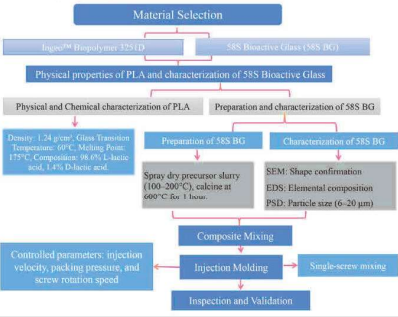 Material Selection
Ingeo™ Biopolymer 3251D
58S Bioactive Glass (58S BG)
Physical properties of PLA and characterization of 58S Bioactive Glass
Physical and Chemical characterization of PLA
Preparation and characterization of 58S BG
Density: 1.24 g/cm³, Glass Transition
Temperature: 60°C, Melting Point:
175°C, Composition: 98.6% L-lactic
acid, 1.4% D-lactic acid.
Preparation of 58S BG
Characterization of 58S BG
Spray dry precursor slurry
(100–200°C), calcine at
600°C for 1 hour.
SEM: Shape confirmation
EDS: Elemental composition
PSD: Particle size (6–20 μm)
Composite Mixing
Controlled parameters: injection
velocity, packing pressure, and
screw rotation speed
Injection Molding
Single-screw mixing
Inspection and Validation